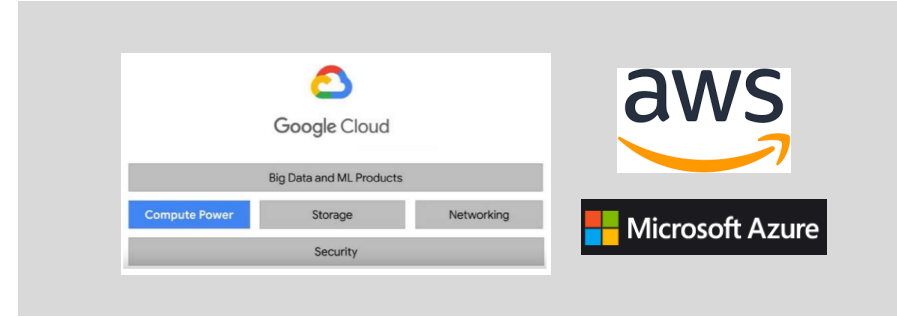 Google Cloud
Big Data and ML Products
Compute Power
Storage
Networking
Security
aws
Microsoft Azure